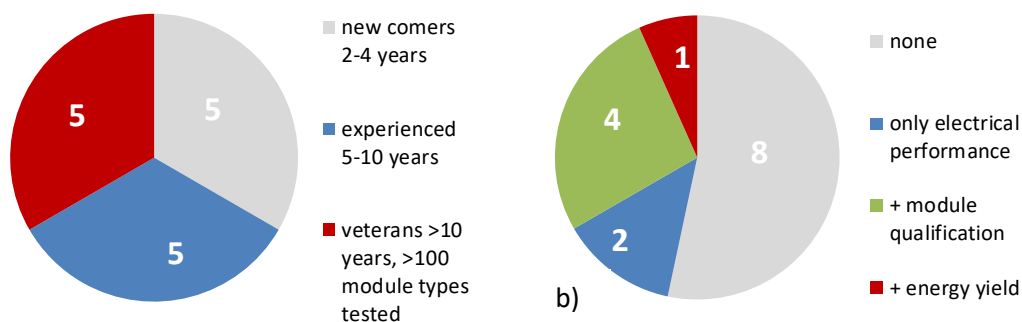 5
5
5
new comers
2-4 years
experienced
5-10 years
veterans >10
years, >100
module types
tested
b)
1
4
8
2
none
only electrical
performance
+ module
qualification
+ energy yield